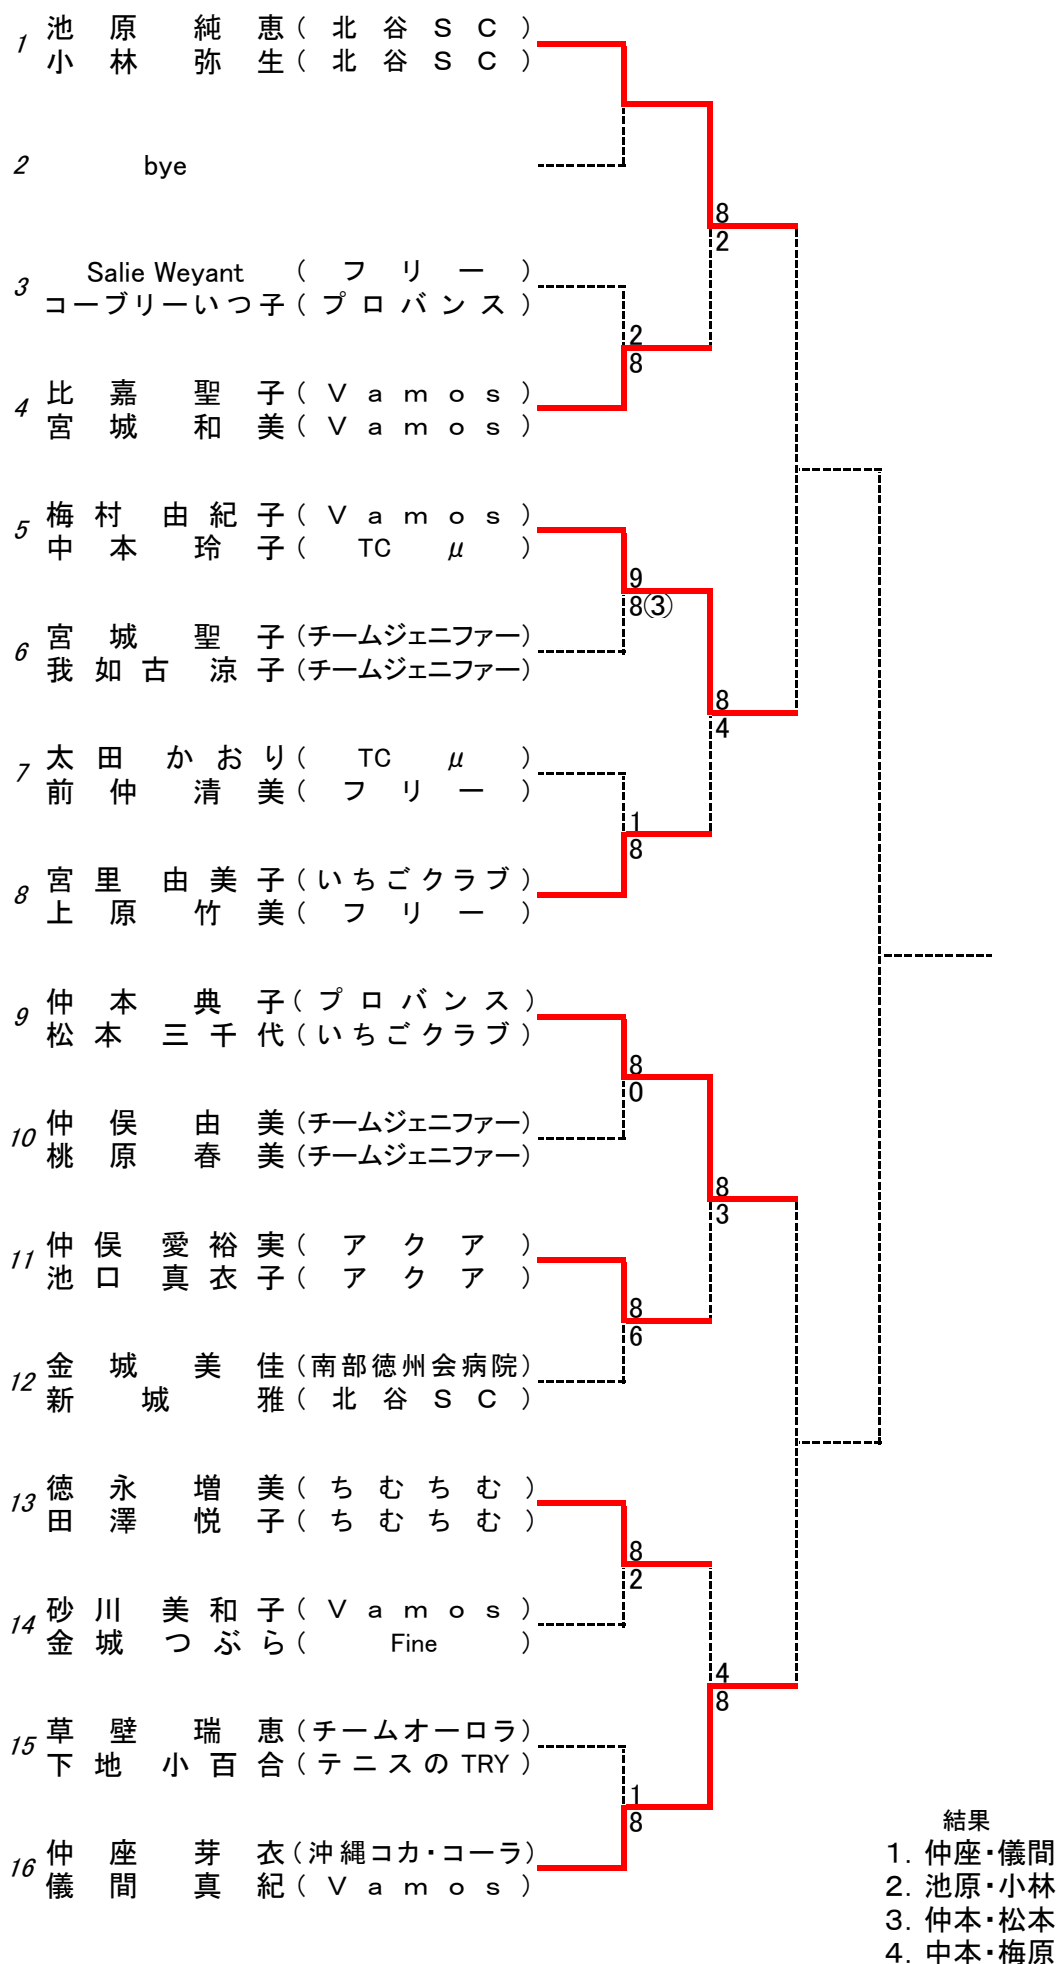 1 池原 純恵(北谷SC)
小林 弥生(北谷SC)
2 bye
8
2
3 Salie Weyant (フリー)
コーブリーいつ子(プロバンス)
2
8
4 比嘉 聖子(Vamos)
宮城 和美(Vamos)
5 梅村 由紀子(Vamos)
中本 玲子(TC μ)
9
8③
6 宮城 聖子(チームジェニファー)
我如古 涼子(チームジェニファー)
8
4
7 太田 かおり(TC μ)
前仲 清美(フリー)
1
8
8 宮里 由美子(いちごクラブ)
上原 竹美(フリー)
9 仲本 典子(プロバンス)
松本 三千代(いちごクラブ)
8
0
10 仲俣 由美(チームジェニファー)
桃原 春美(チームジェニファー)
8
3
11 仲俣 愛裕実(アクア)
池口 真衣子(アクア)
8
6
12 金城 美佳(南部徳州会病院)
新城 雅(北谷SC)
13 徳永 増美(ちむちむ)
田澤 悦子(ちむちむ)
8
2
14 砂川 美和子(Vamos)
金城 つぶら(Fine)
4
8
15 草壁 瑞恵(チームオーロラ)
下地 小百合(テニスのTRY)
1
8
16 仲座 芽衣(沖縄コカ・コーラ)
儀間 真紀(Vamos)
結果
1. 仲座・儀間
2. 池原・小林
3. 仲本・松本
4. 中本・梅原